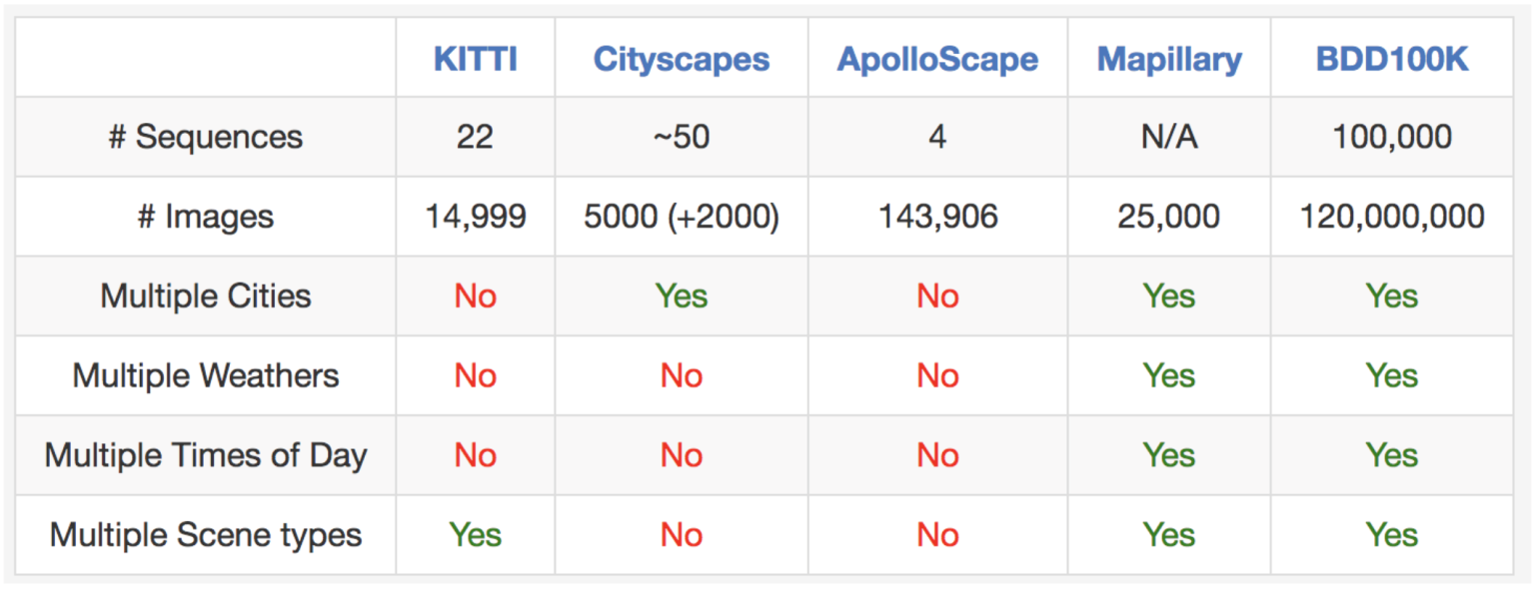 KITTI Cityscapes ApolloScape Mapillary BDD100K
# Sequences 22 ~50 4 N/A 100,000
# Images 14,999 5000 (+2000) 143,906 25,000 120,000,000
Multiple Cities No Yes No Yes Yes
Multiple Weathers No No No Yes Yes
Multiple Times of Day No No No Yes Yes
Multiple Scene types Yes No No Yes Yes